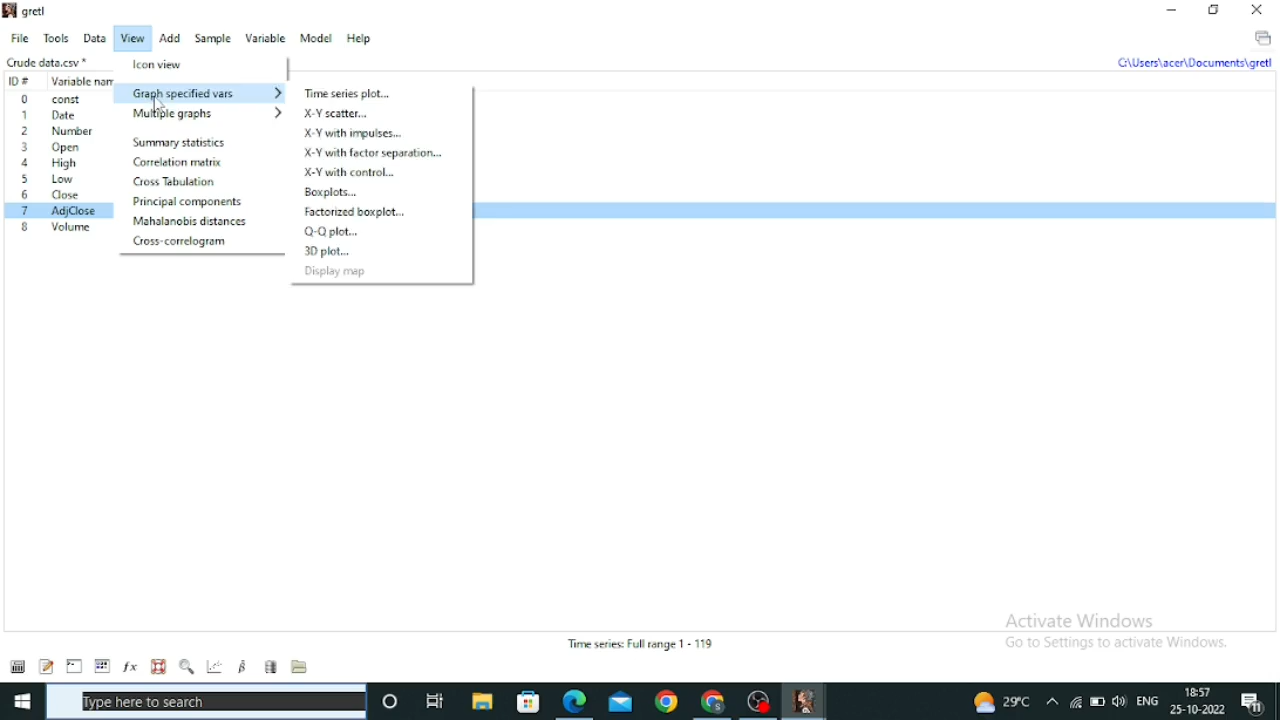 gretl
File Tools Data View Add Sample Variable Model Help
Crude data.csv * C:\Users\acer\Documents\gretl
ID # Variable nam
0 const
1 Date
2 Number
3 Open
4 High
5 Low
6 Close
7 AdjClose
8 Volume
Icon view
Graph specified vars
Multiple graphs
Summary statistics
Correlation matrix
Cross Tabulation
Principal components
Mahalanobis distances
Cross-correlogram
Time series plot...
X-Y scatter...
X-Y with impulses...
X-Y with factor separation...
X-Y with control...
Boxplots...
Factorized boxplot...
Q-Q plot...
3D plot...
Display map
Activate Windows
Go to Settings to activate Windows.
Time series: Full range 1 - 119
fx β̂
Type here to search
29°C ENG
18:57
25-10-2022
11